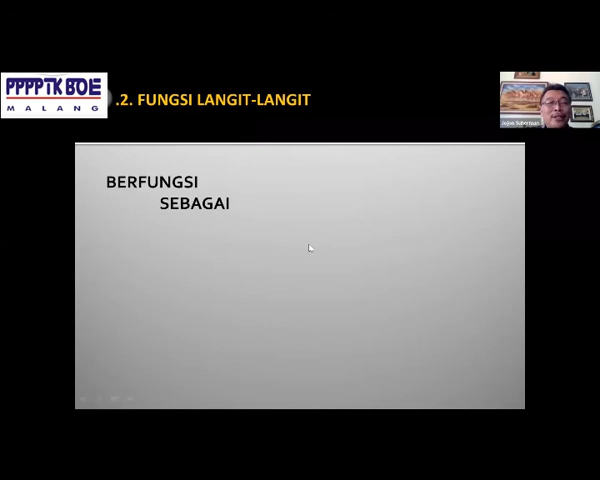 PPPPTK BOE
MALANG
.2. FUNGSI LANGIT-LANGIT
BERFUNGSI
SEBAGAI